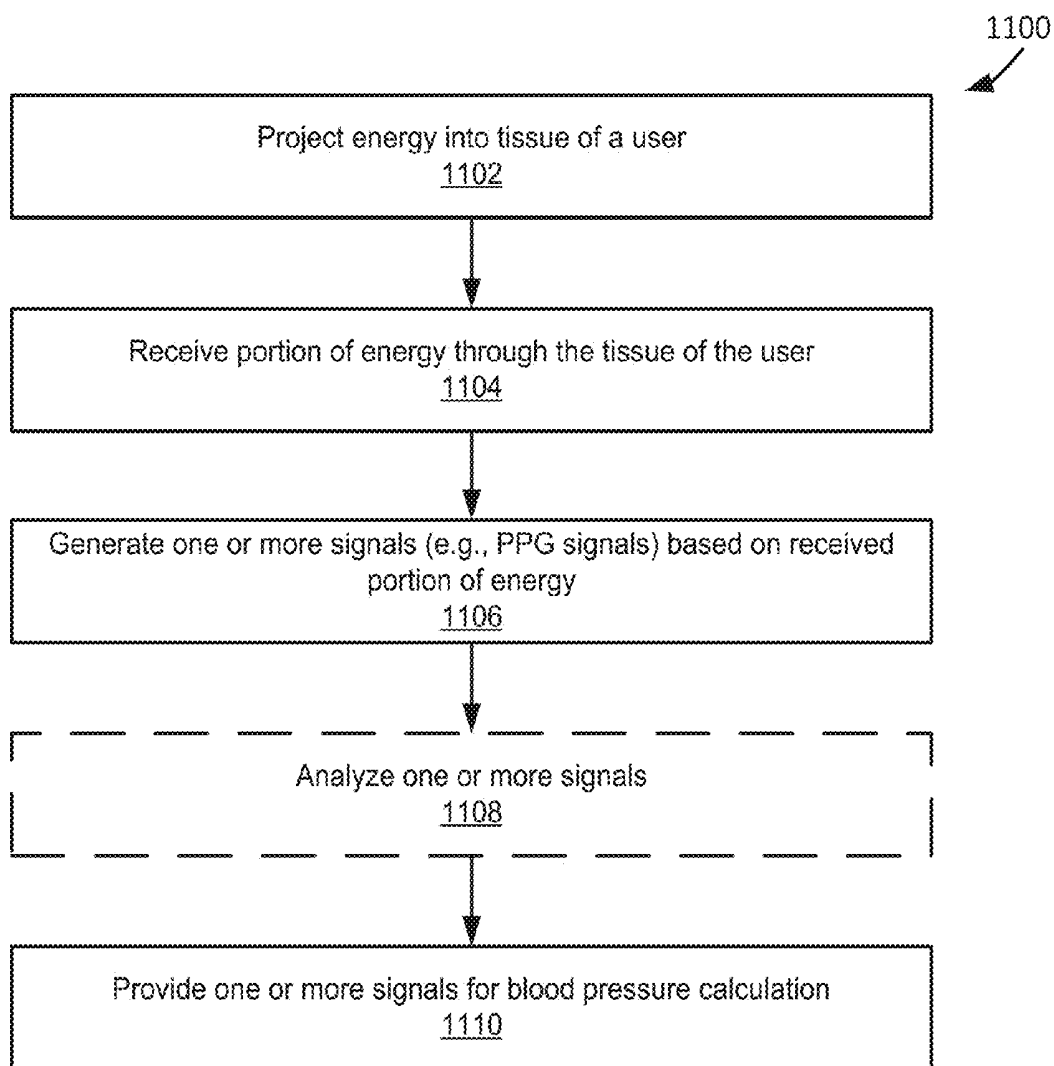 1100
Project energy into tissue of a user
1102
Receive portion of energy through the tissue of the user
1104
Generate one or more signals (e.g., PPG signals) based on received
portion of energy
1106
Analyze one or more signals
1108
Provide one or more signals for blood pressure calculation
1110